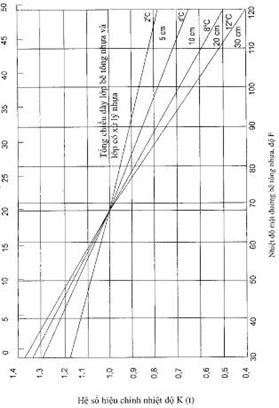 50
45
40
35
30
25
20
15
10
5
0
120
110
100
90
80
70
60
50
40
30
Nhiệt độ mặt đường bê tông nhựa, độ F
Tổng chiều dày lớp bê tông nhựa và
lớp có xử lý nhựa
2°C
5 cm
4°C
10 cm
8°C
20 cm
12°C
30 cm
1,4
1,3
1,2
1,1
1,0
0,9
0,8
0,7
0,6
0,5
0,4
Hệ số hiệu chỉnh nhiệt độ K (t)